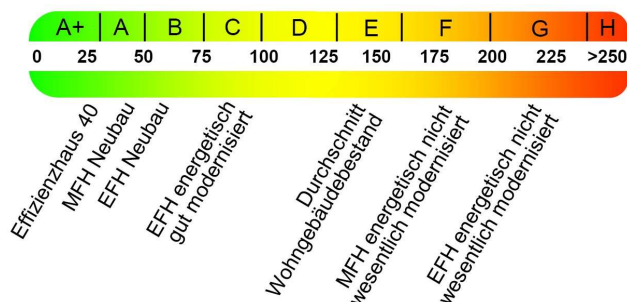 A+ A B C D E F G H
0 25 50 75 100 125 150 175 200 225 >250
Effizienzhaus 40
MFH Neubau
EFH Neubau
EFH energetisch
gut modernisiert
Durchschnitt
Wohngebäudebestand
MFH energetisch nicht
wesentlich modernisiert
EFH energetisch nicht
wesentlich modernisiert